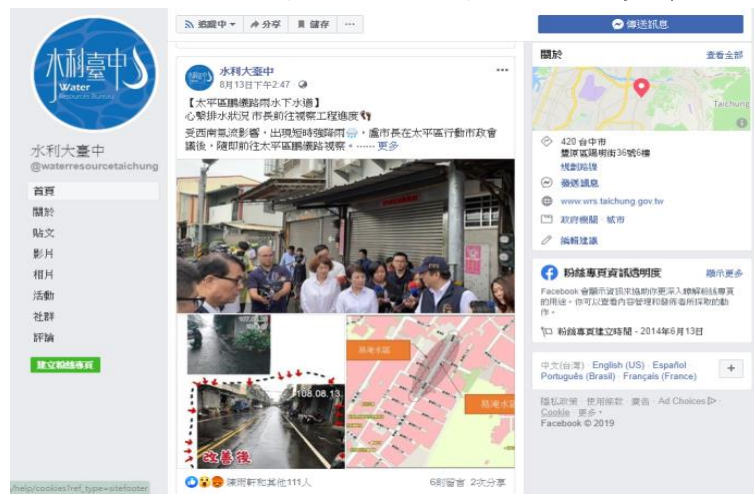 追蹤中
分享
儲存
傳送訊息
水利臺中
Water
Resources Bureau
水利大臺中
@waterresourcetaichung
首頁
關於
貼文
影片
相片
活動
社群
評論
建立粉絲專頁
水利大臺中
8月13日下午2:47
【太平區鵬儀路雨水下水道】
心繫排水狀況 市長前往視察工程進度
受西南氣流影響，出現短時強降雨，盧市長在太平區行動市政會
議後，隨即前往太平區鵬儀路視察。…… 更多
108.08.13
改善後
易淹水區
易淹水區
陳雨軒和其他111人
6則留言 2次分享
關於
查看全部
Taichung
420 台中市
豐原區陽明街36號6樓
規劃路線
發送訊息
www.wrs.taichung.gov.tw
政府機關 · 城市
編輯建議
粉絲專頁資訊透明度
顯示更多
Facebook 會顯示資訊來協助你更深入瞭解粉絲專頁
的用途。你可以查看內容管理和發佈者所採取的動
作。
粉絲專頁建立時間 - 2014年6月13日
中文(台灣) · English (US) · Español ·
Português (Brasil) · Français (France)
隱私政策 · 使用條款 · 廣告 · Ad Choices ·
Cookie · 更多
Facebook © 2019
/help/cookies?ref_type=sitefooter